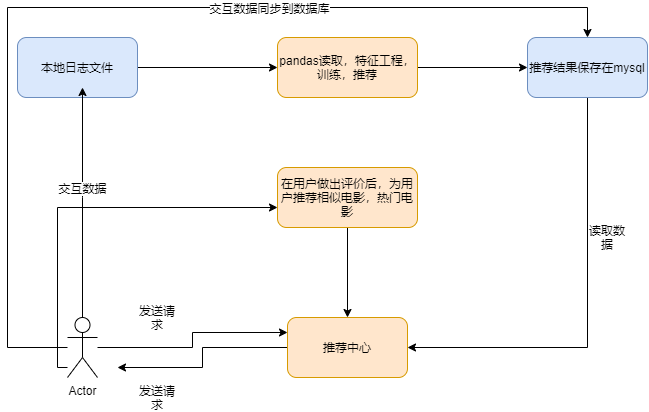 交互数据同步到数据库
本地日志文件
pandas读取，特征工程，
训练，推荐
推荐结果保存在mysql
交互数据
在用户做出评价后，为用
户推荐相似电影，热门电
影
读取数
据
发送请
求
推荐中心
Actor
发送请
求